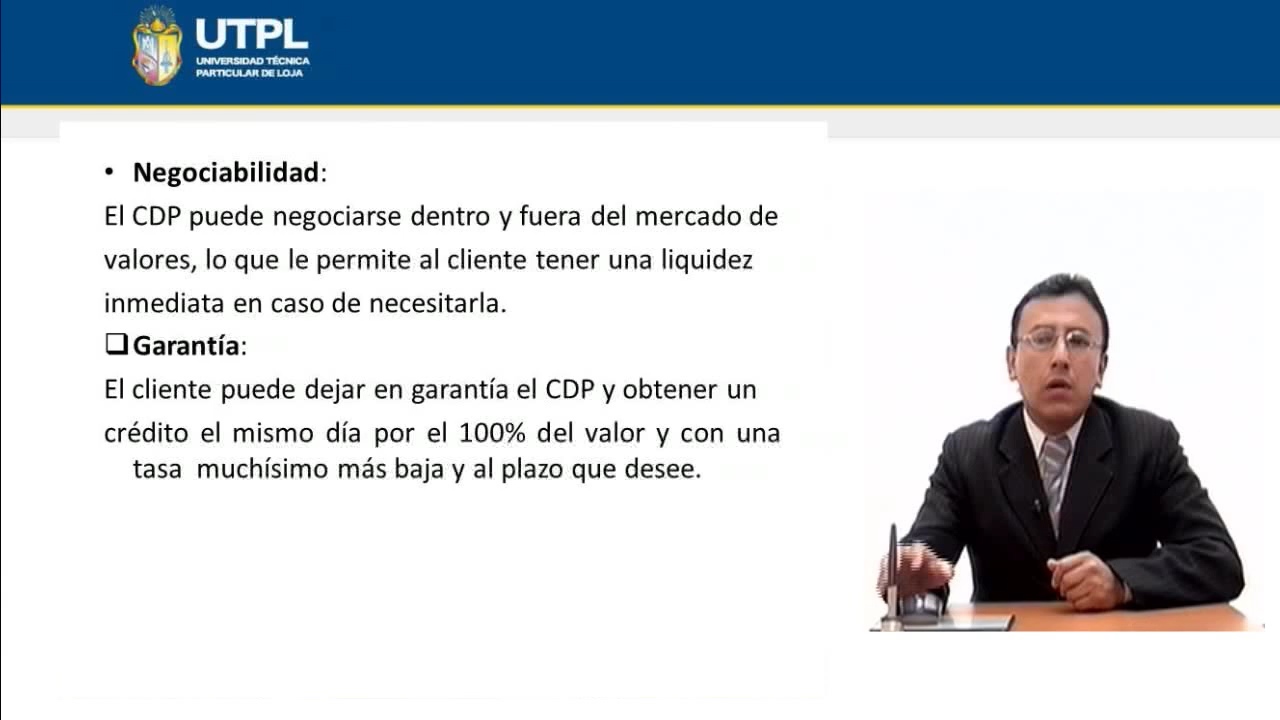 UTPL
UNIVERSIDAD TÉCNICA
PARTICULAR DE LOJA
• Negociabilidad:
El CDP puede negociarse dentro y fuera del mercado de
valores, lo que le permite al cliente tener una liquidez
inmediata en caso de necesitarla.
❑Garantía:
El cliente puede dejar en garantía el CDP y obtener un
crédito el mismo día por el 100% del valor y con una
tasa muchísimo más baja y al plazo que desee.